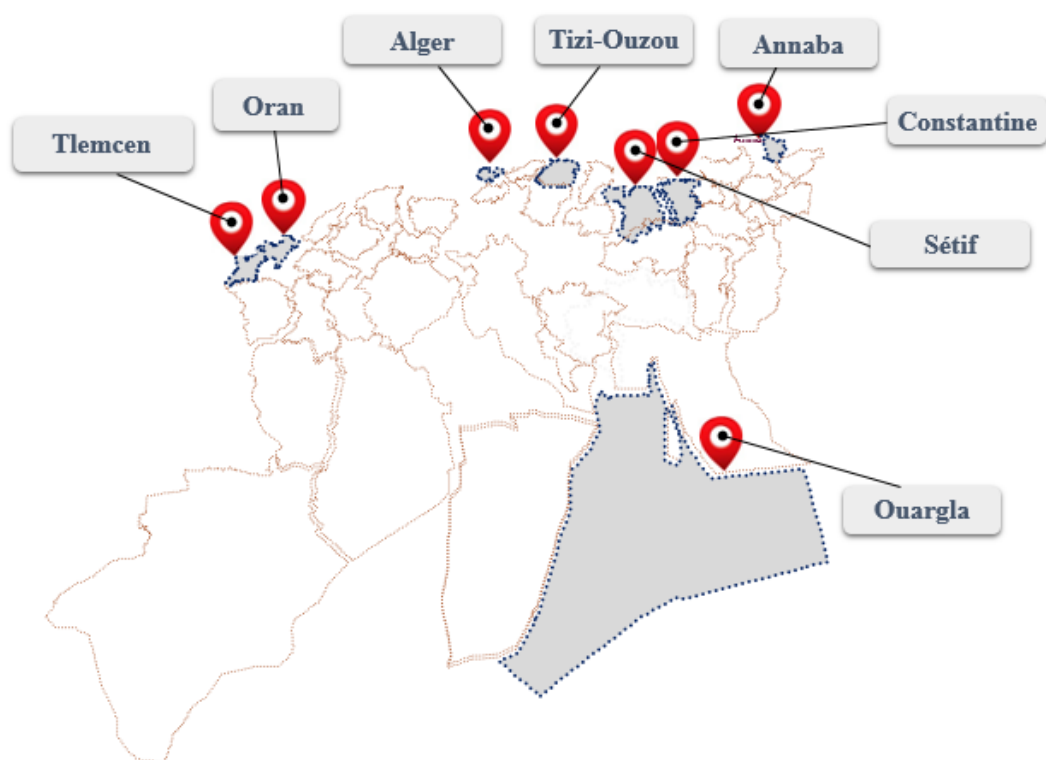 Alger
Tizi-Ouzou
Annaba
Oran
Constantine
Tlemcen
Sétif
Ouargla